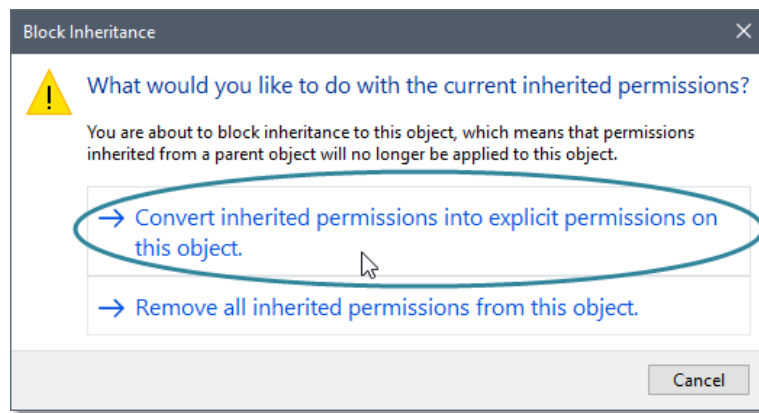 Block Inheritance
What would you like to do with the current inherited permissions?
You are about to block inheritance to this object, which means that permissions
inherited from a parent object will no longer be applied to this object.
Convert inherited permissions into explicit permissions on
this object.
Remove all inherited permissions from this object.
Cancel